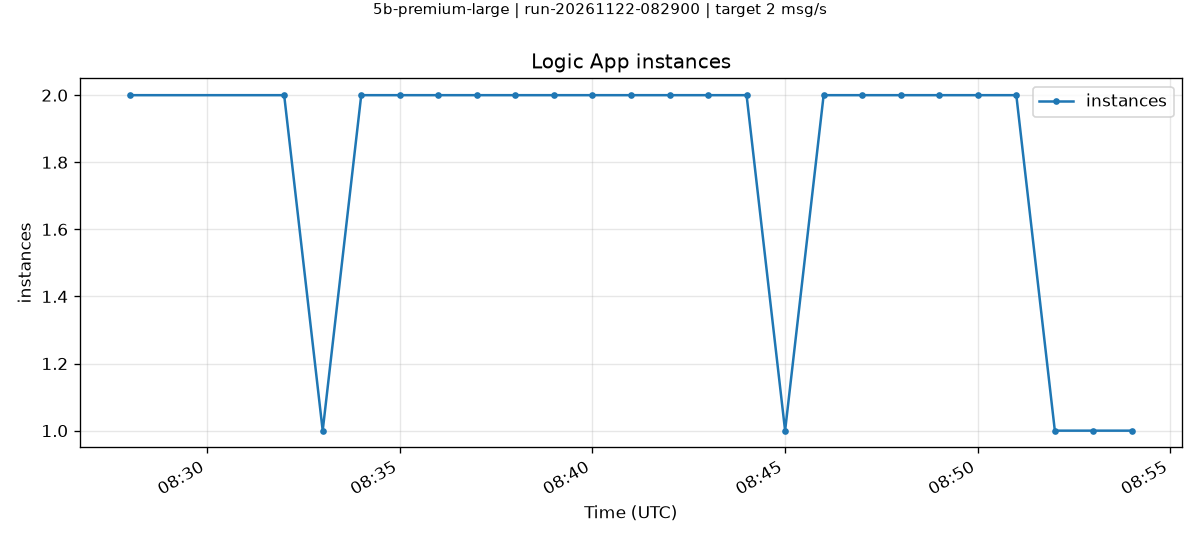 5b-premium-large | run-20261122-082900 | target 2 msg/s
Logic App instances
instances
2.0
1.8
1.6
1.4
1.2
1.0
instances
08:30
08:35
08:40
08:45
08:50
08:55
Time (UTC)